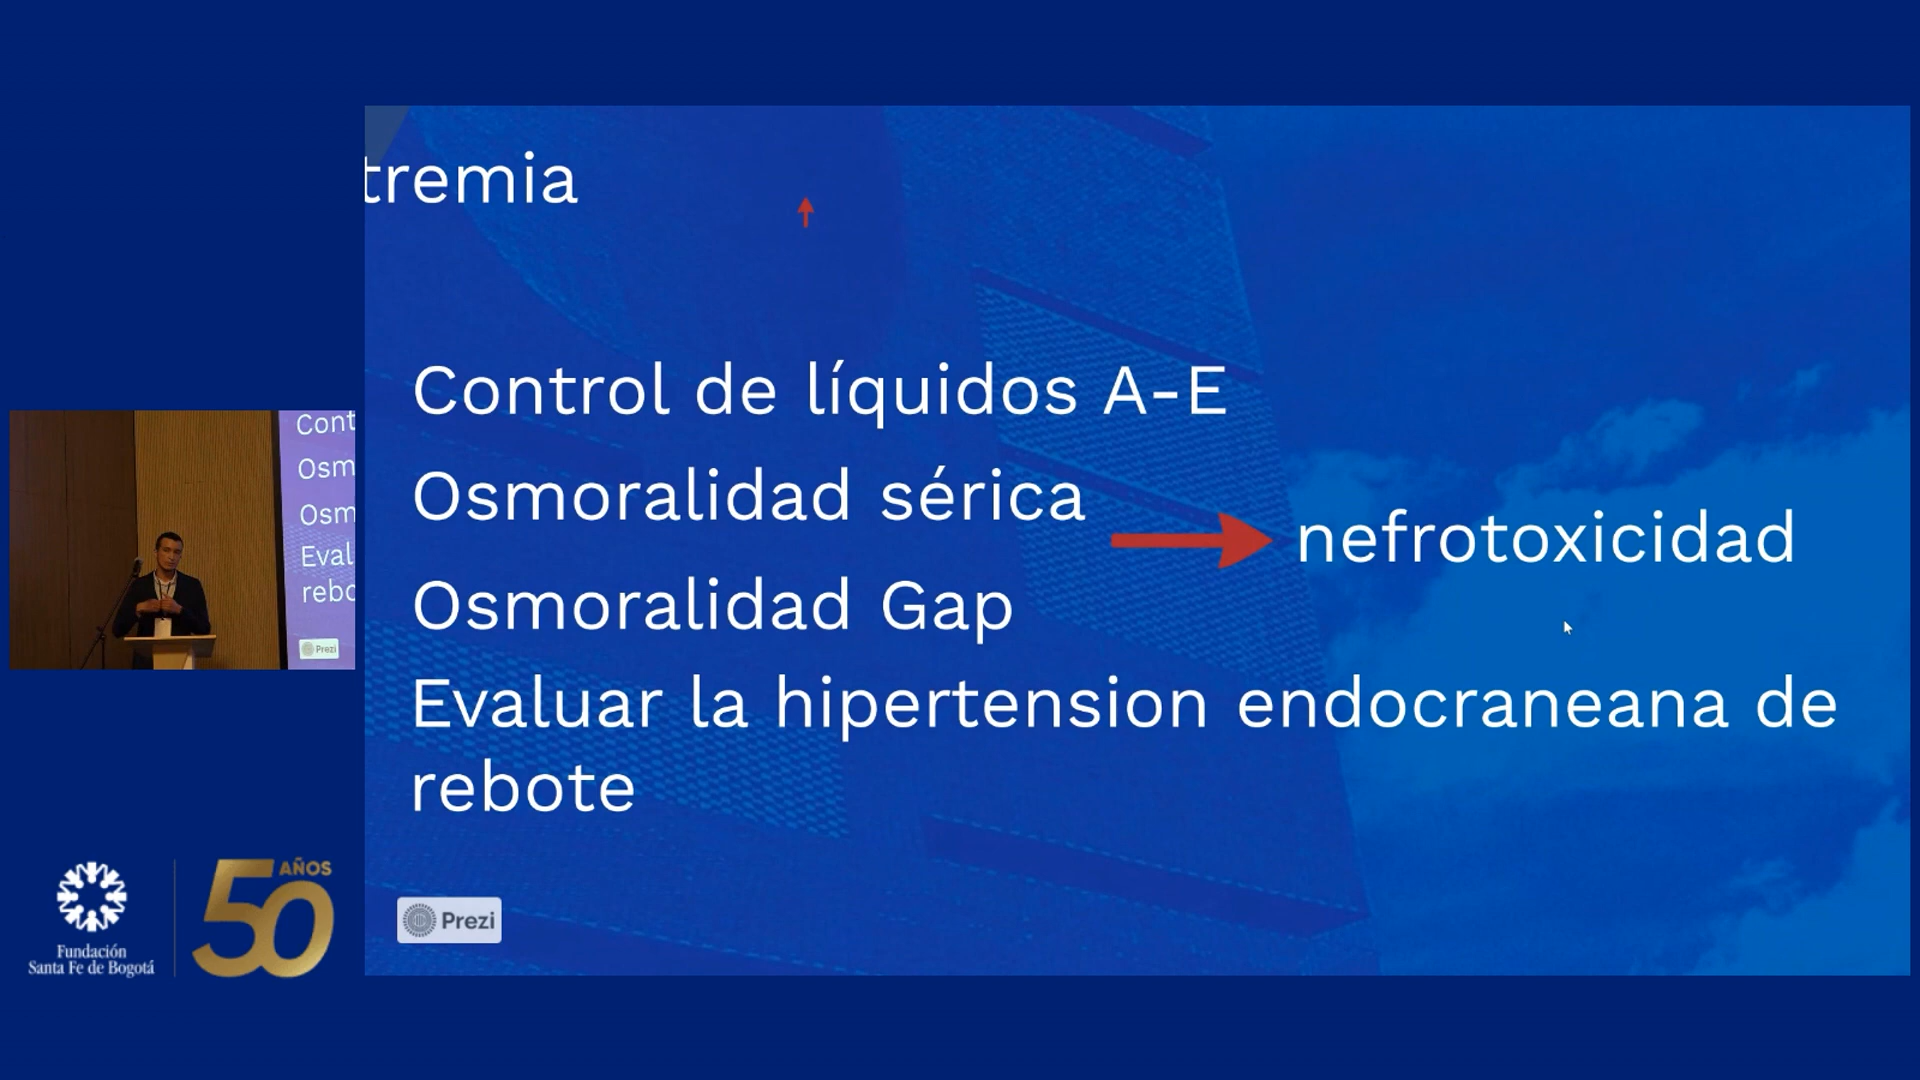 tremia
Control de líquidos A-E
Osmoralidad sérica
nefrotoxicidad
Osmoralidad Gap
Evaluar la hipertension endocraneana de
rebote
Prezi
Cont
Osm
Osm
Eval
rebo
Prezi
AÑOS
50
Fundación
Santa Fe de Bogotá